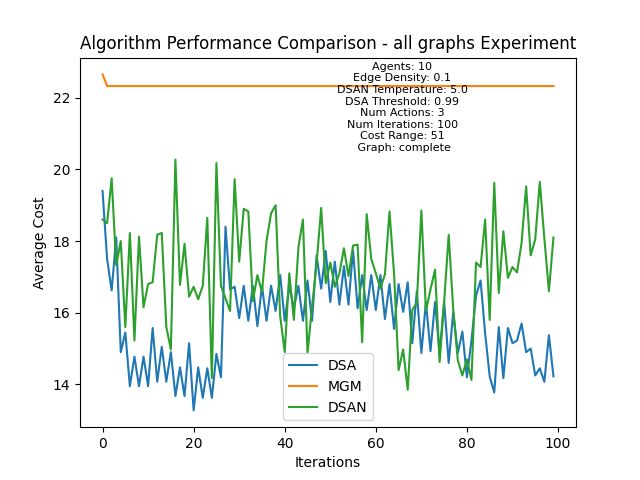 Algorithm Performance Comparison - all graphs Experiment
Agents: 10
Edge Density: 0.1
DSAN Temperature: 5.0
DSA Threshold: 0.99
Num Actions: 3
Num Iterations: 100
Cost Range: 51
Graph: complete
Average Cost
22
20
18
16
14
DSA
MGM
DSAN
0
20
40
60
80
100
Iterations